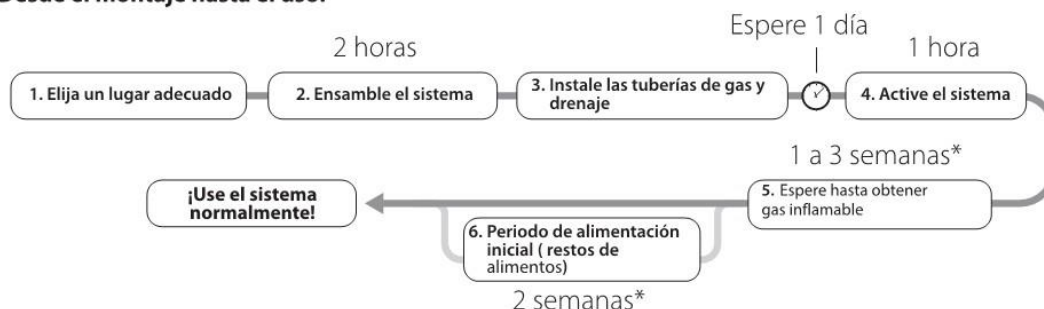 Desde el montaje hasta el uso:
2 horas
Espere 1 día
1 hora
1. Elija un lugar adecuado
2. Ensamble el sistema
3. Instale las tuberías de gas y
drenaje
4. Active el sistema
1 a 3 semanas*
5. Espere hasta obtener
gas inflamable
¡Use el sistema
normalmente!
6. Periodo de alimentación
inicial ( restos de
alimentos)
2 semanas*